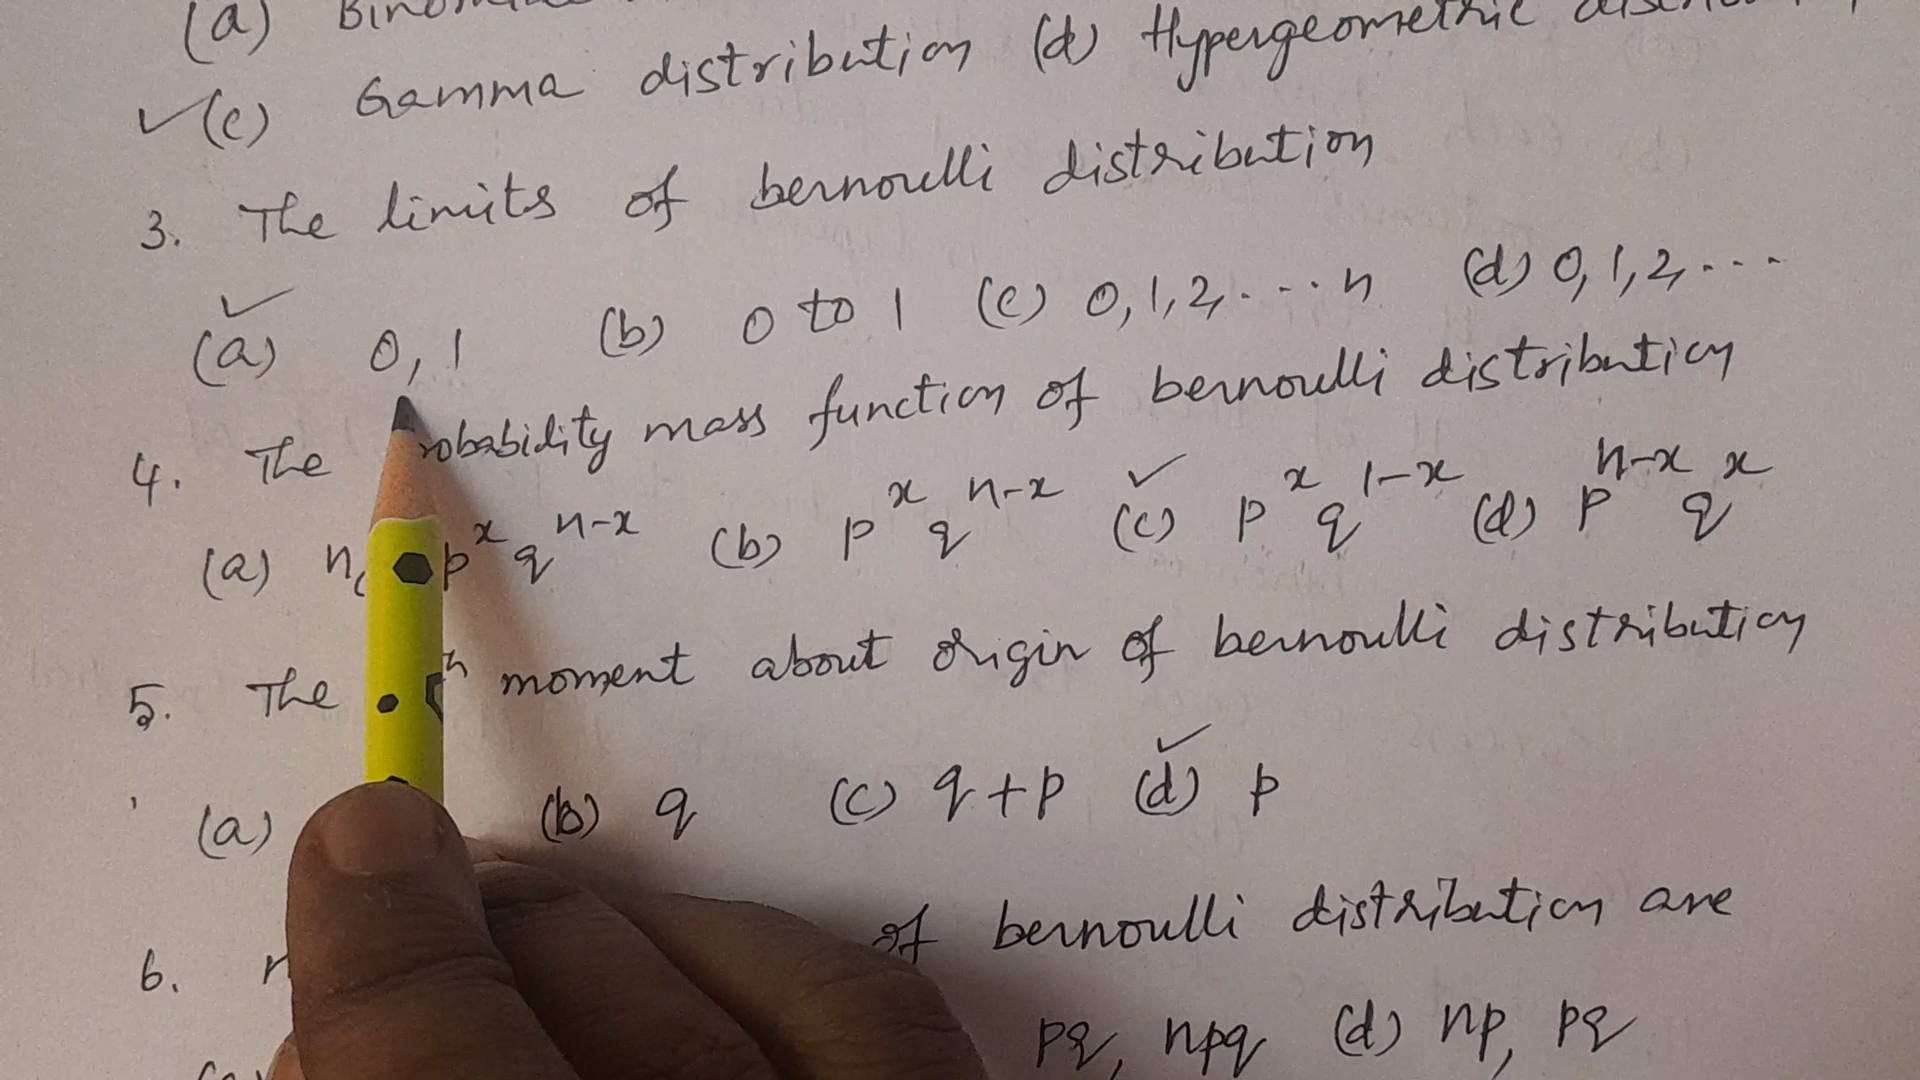 (a)
✓(c) Gamma distribution (d) Hypergeometric
3. The limits of bernoulli distribution
✓(a) 0, 1 (b) 0 to 1 (c) 0, 1, 2, ... n (d) 0, 1, 2, ...
4. The probability mass function of bernoulli distribution
(a) n p^x q^n-x (b) p^x q^n-x ✓(c) p^x q^1-x (d) p^n-x q^x
5. The moment about origin of bernoulli distribution
(a) (b) q (c) q+p ✓(d) p
6. of bernoulli distribution are
pq, npq (d) np, pq